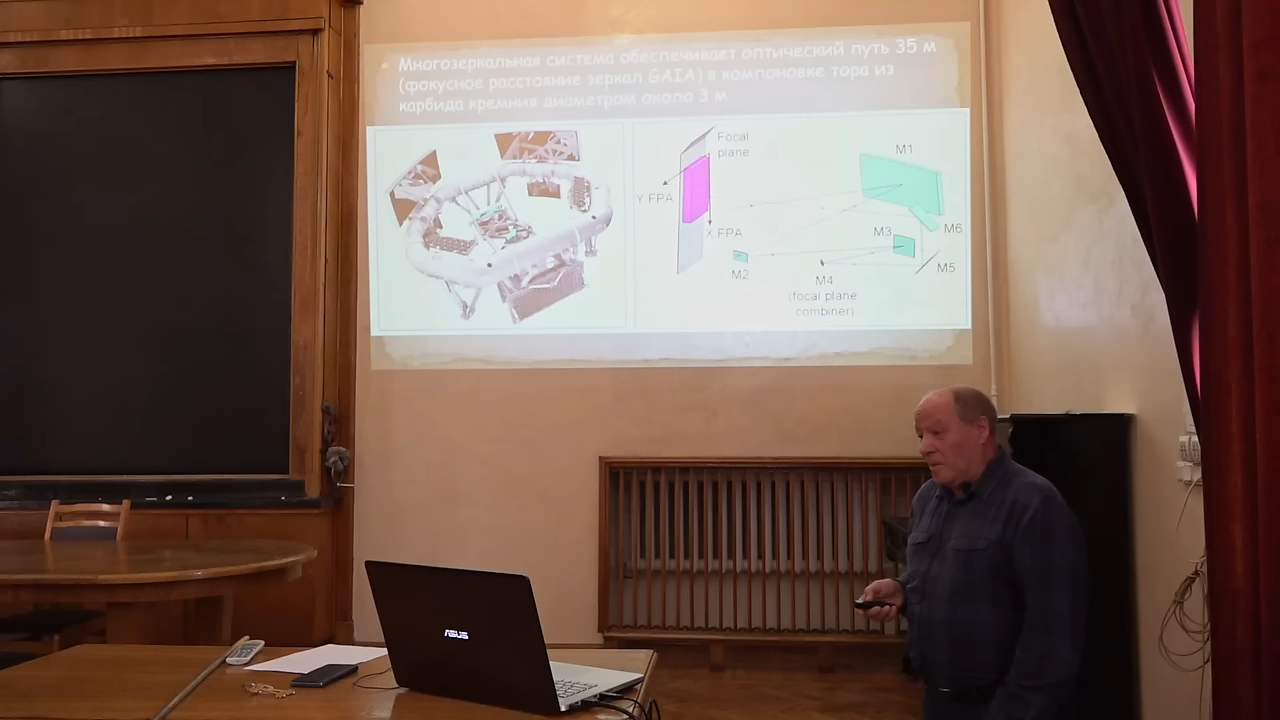 Многозеркальная система обеспечивает оптический путь 35 м
(фокусное расстояние зеркал GAIA) в компоновке тора из
карбида кремния диаметром около 3 м
Focal
plane
Y FPA
X FPA
M1
M6
M3
M5
M2
M4
(focal plane
combiner)
ASUS